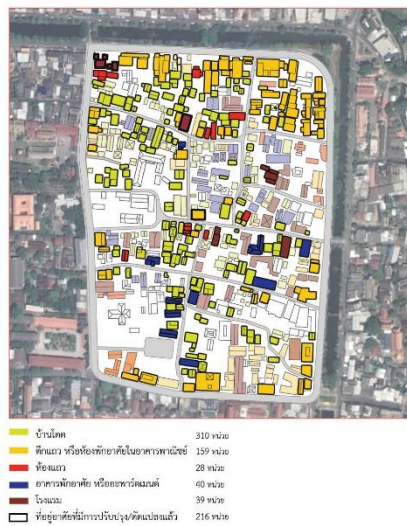 บ้านโดด 310 หน่วย
ตึกแถว หรือห้องพักอาศัยในอาคารพาณิชย์ 159 หน่วย
ห้องแถว 28 หน่วย
อาคารพักอาศัย หรืออะพาร์ตเมนต์ 40 หน่วย
โรงแรม 39 หน่วย
ที่อยู่อาศัยที่มีการปรับปรุง/ดัดแปลงแล้ว 216 หน่วย